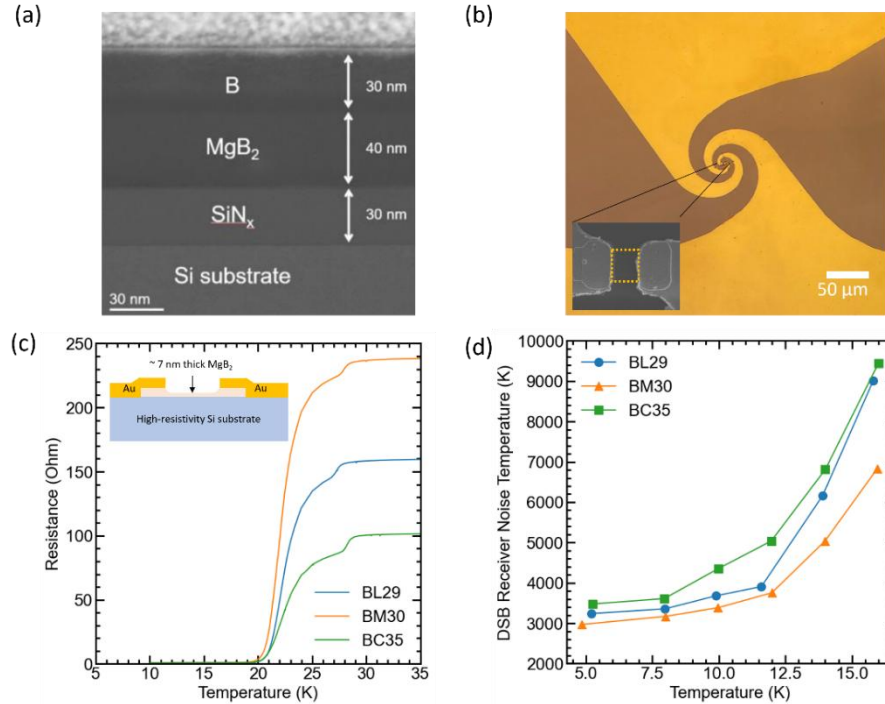 (a)
B
30 nm
MgB2
40 nm
SiNx
30 nm
Si substrate
30 nm
(b)
50 µm
(c)
250
200
150
100
50
0
5
10
15
20
25
30
35
Resistance (Ohm)
Temperature (K)
~ 7 nm thick MgB2
Au
Au
High-resistivity Si substrate
BL29
BM30
BC35
(d)
10000
9000
8000
7000
6000
5000
4000
3000
2000
5.0
7.5
10.0
12.5
15.0
DSB Receiver Noise Temperature (K)
Temperature (K)
BL29
BM30
BC35